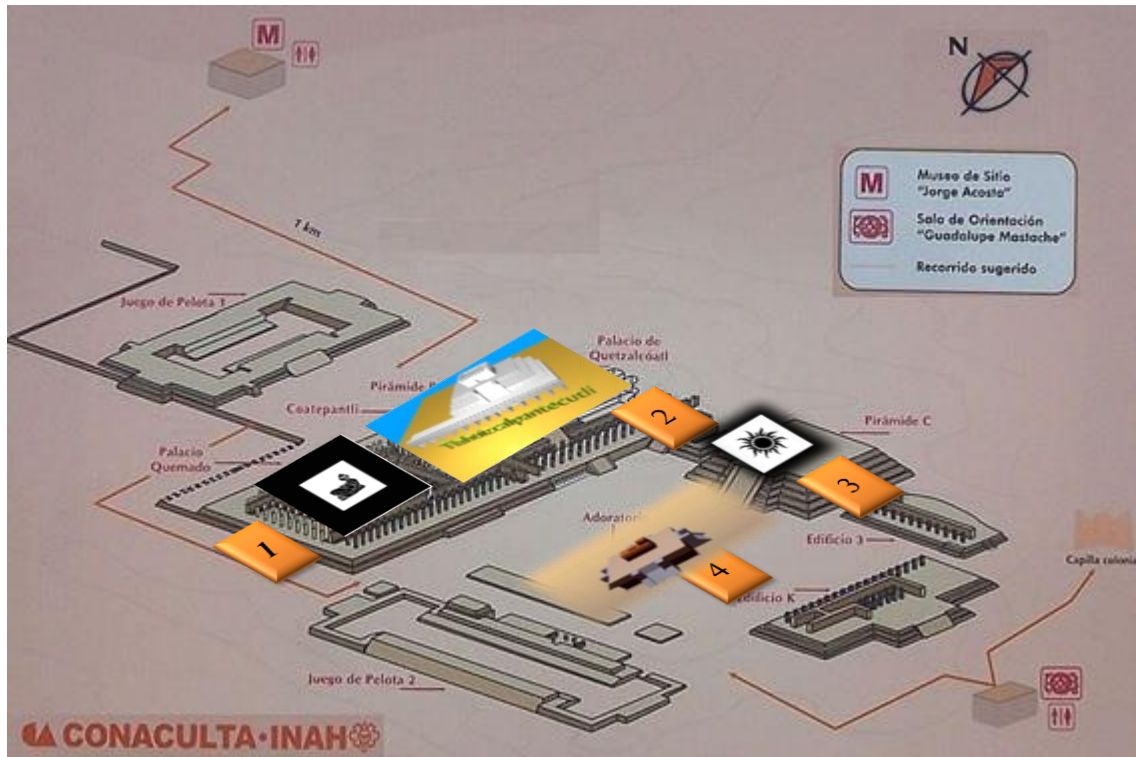 M
N
M
Museo de Sitio
"Jorge Acosta"
Sala de Orientación
"Guadalupe Mastache"
Recorrido sugerido
1 km
Juego de Pelota 1
Palacio de
Quetzalcóatl
Pirámide
Coatepantli
Tlahuizcalpantecutli
2
Pirámide C
Palacio
Quemado
3
1
Edificio 3
Capilla colonial
4
Edificio K
Juego de Pelota 2
CONACULTA·INAH